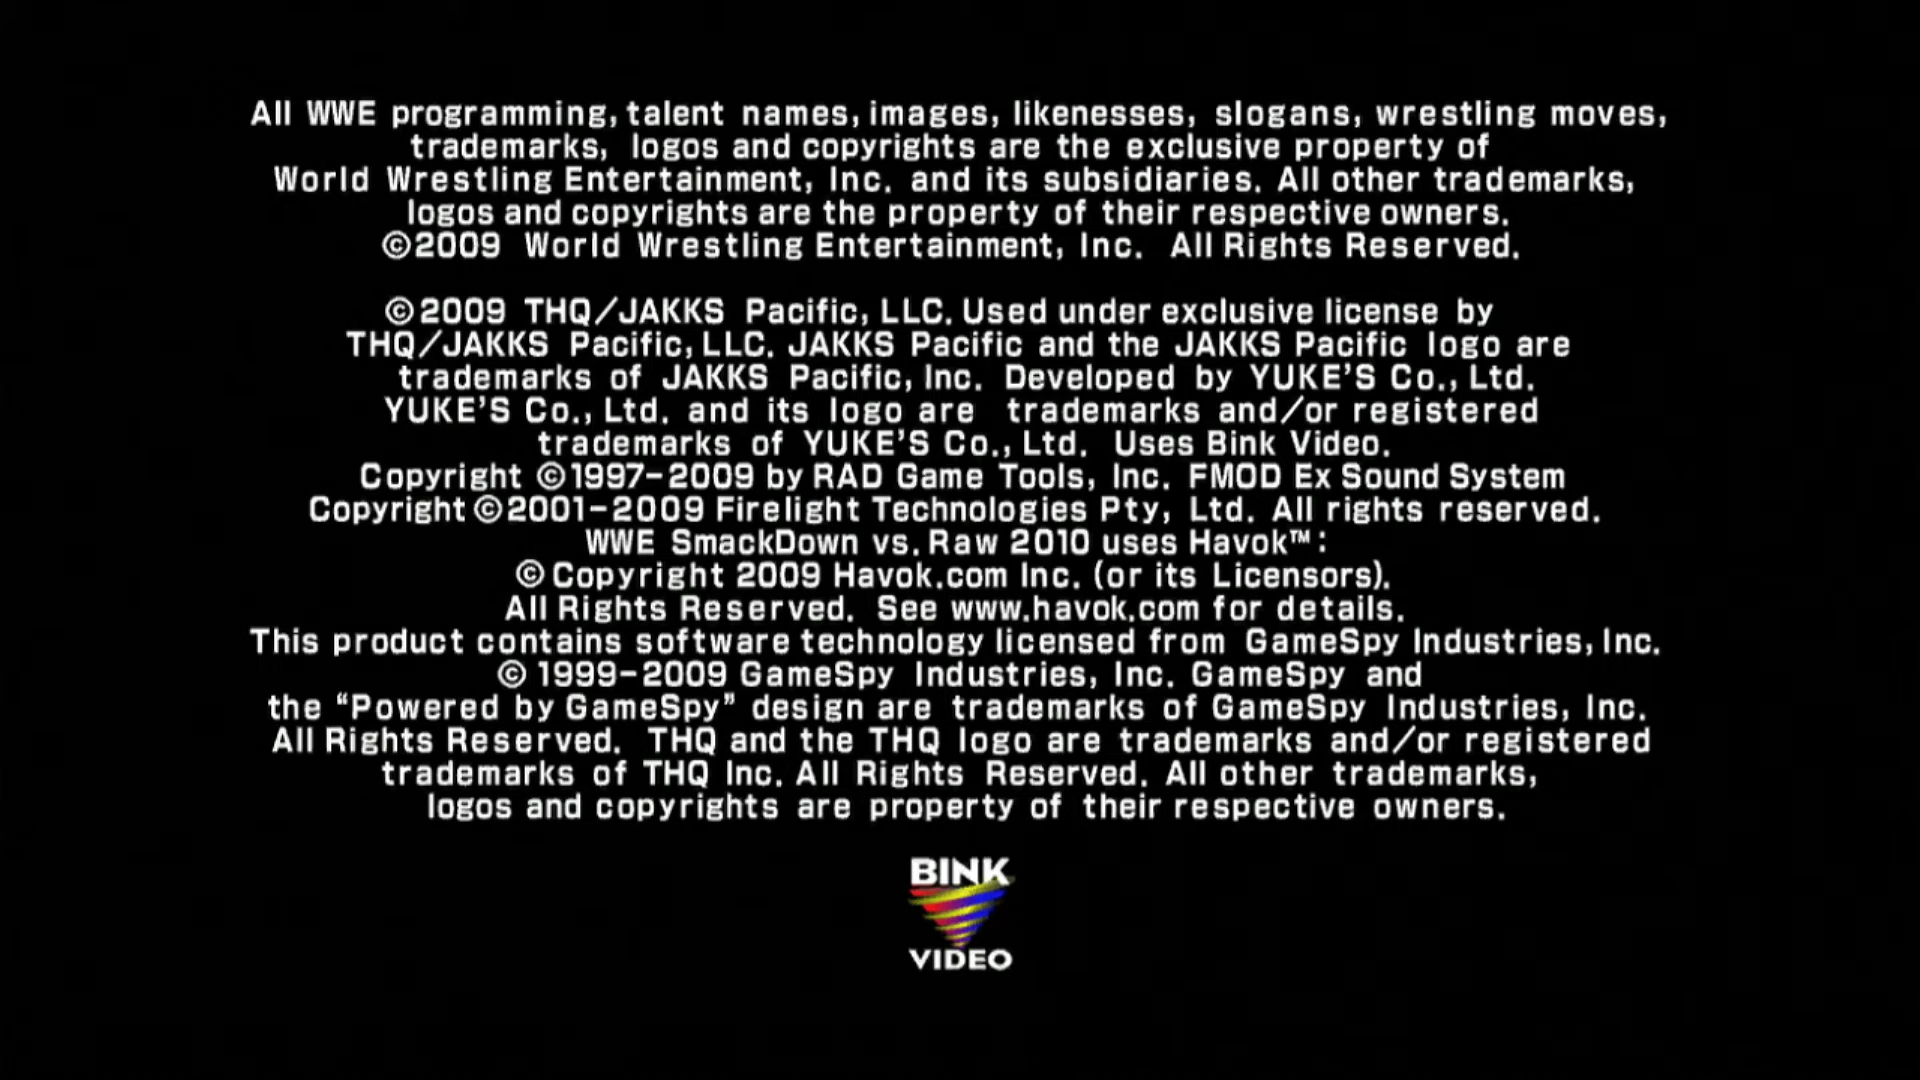 All WWE programming, talent names, images, likenesses, slogans, wrestling moves,
trademarks, logos and copyrights are the exclusive property of
World Wrestling Entertainment, Inc. and its subsidiaries. All other trademarks,
logos and copyrights are the property of their respective owners.
©2009 World Wrestling Entertainment, Inc. All Rights Reserved.
©2009 THQ/JAKKS Pacific, LLC. Used under exclusive license by
THQ/JAKKS Pacific, LLC. JAKKS Pacific and the JAKKS Pacific logo are
trademarks of JAKKS Pacific, Inc. Developed by YUKE'S Co., Ltd.
YUKE'S Co., Ltd. and its logo are trademarks and/or registered
trademarks of YUKE'S Co., Ltd. Uses Bink Video.
Copyright ©1997-2009 by RAD Game Tools, Inc. FMOD Ex Sound System
Copyright ©2001-2009 Firelight Technologies Pty, Ltd. All rights reserved.
WWE SmackDown vs. Raw 2010 uses Havok™:
©Copyright 2009 Havok.com Inc. (or its Licensors).
All Rights Reserved. See www.havok.com for details.
This product contains software technology licensed from GameSpy Industries, Inc.
© 1999-2009 GameSpy Industries, Inc. GameSpy and
the “Powered by GameSpy” design are trademarks of GameSpy Industries, Inc.
All Rights Reserved. THQ and the THQ logo are trademarks and/or registered
trademarks of THQ Inc. All Rights Reserved. All other trademarks,
logos and copyrights are property of their respective owners.
BINK
VIDEO